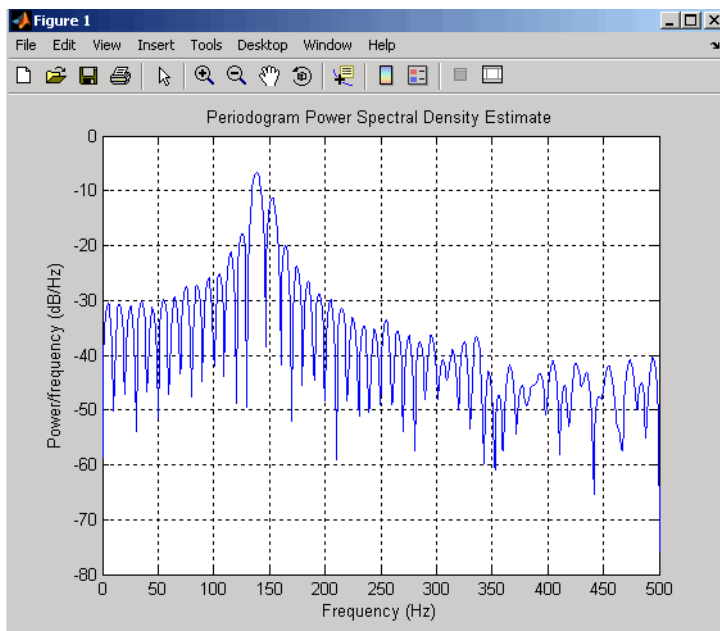 Figure 1
File Edit View Insert Tools Desktop Window Help
Periodogram Power Spectral Density Estimate
0
-10
-20
-30
-40
-50
-60
-70
-80
Power/frequency (dB/Hz)
0 50 100 150 200 250 300 350 400 450 500
Frequency (Hz)